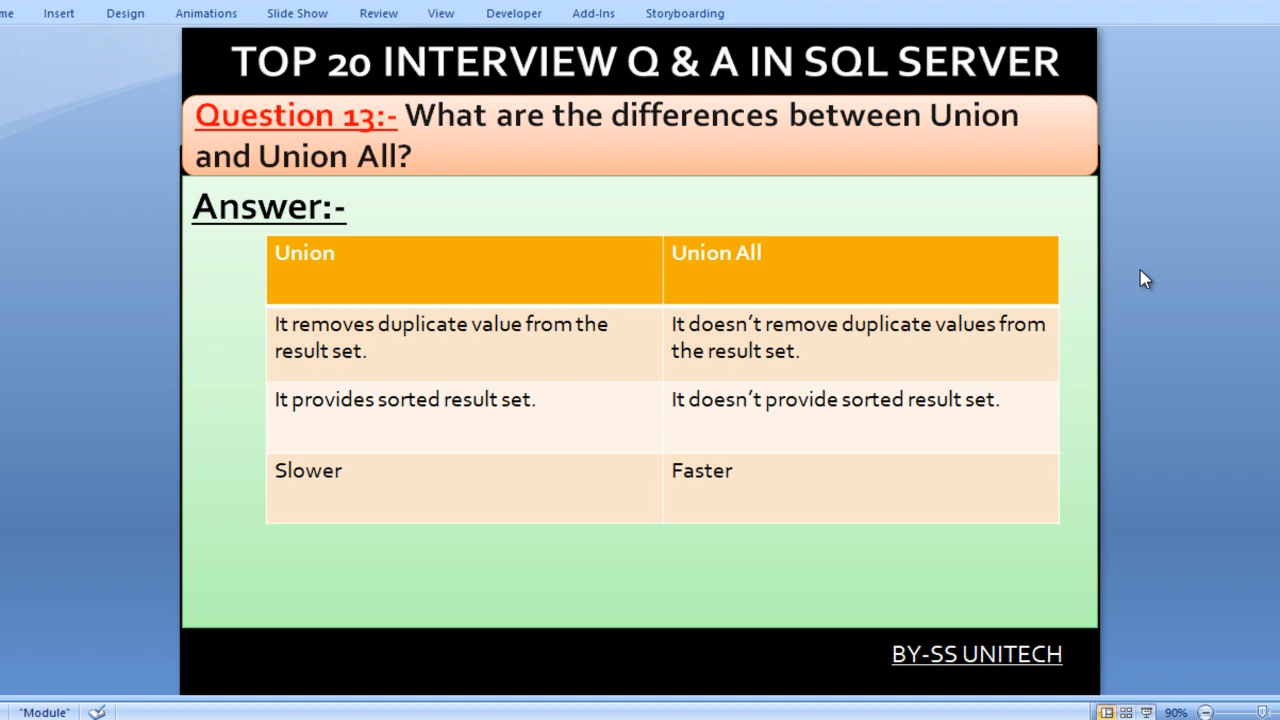 me Insert Design Animations Slide Show Review View Developer Add-Ins Storyboarding
TOP 20 INTERVIEW Q & A IN SQL SERVER
Question 13:- What are the differences between Union
and Union All?
Answer:-
Union
Union All
It removes duplicate value from the
result set.
It doesn’t remove duplicate values from
the result set.
It provides sorted result set.
It doesn’t provide sorted result set.
Slower
Faster
BY-SS UNITECH
"Module"
90%